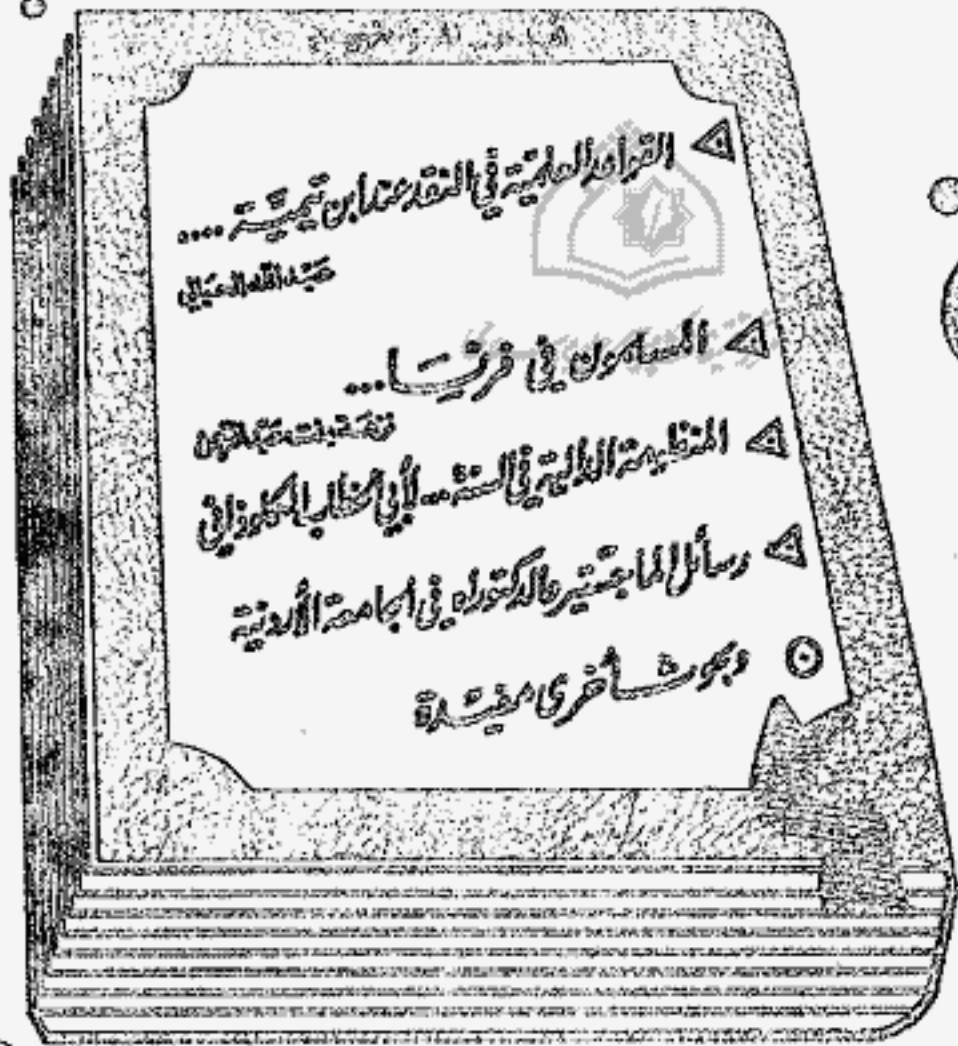 القواعد العلمية في النقد عند ابن تيمية ....
عبد الله
المسلمون في فرنسا ...
المنظومة الدالية في السنة ... لأبي الخطاب الكلوذاني
رسائل الماجستير والدكتوراه في الجامعة الأردنية
وبحوث أخرى مفيدة